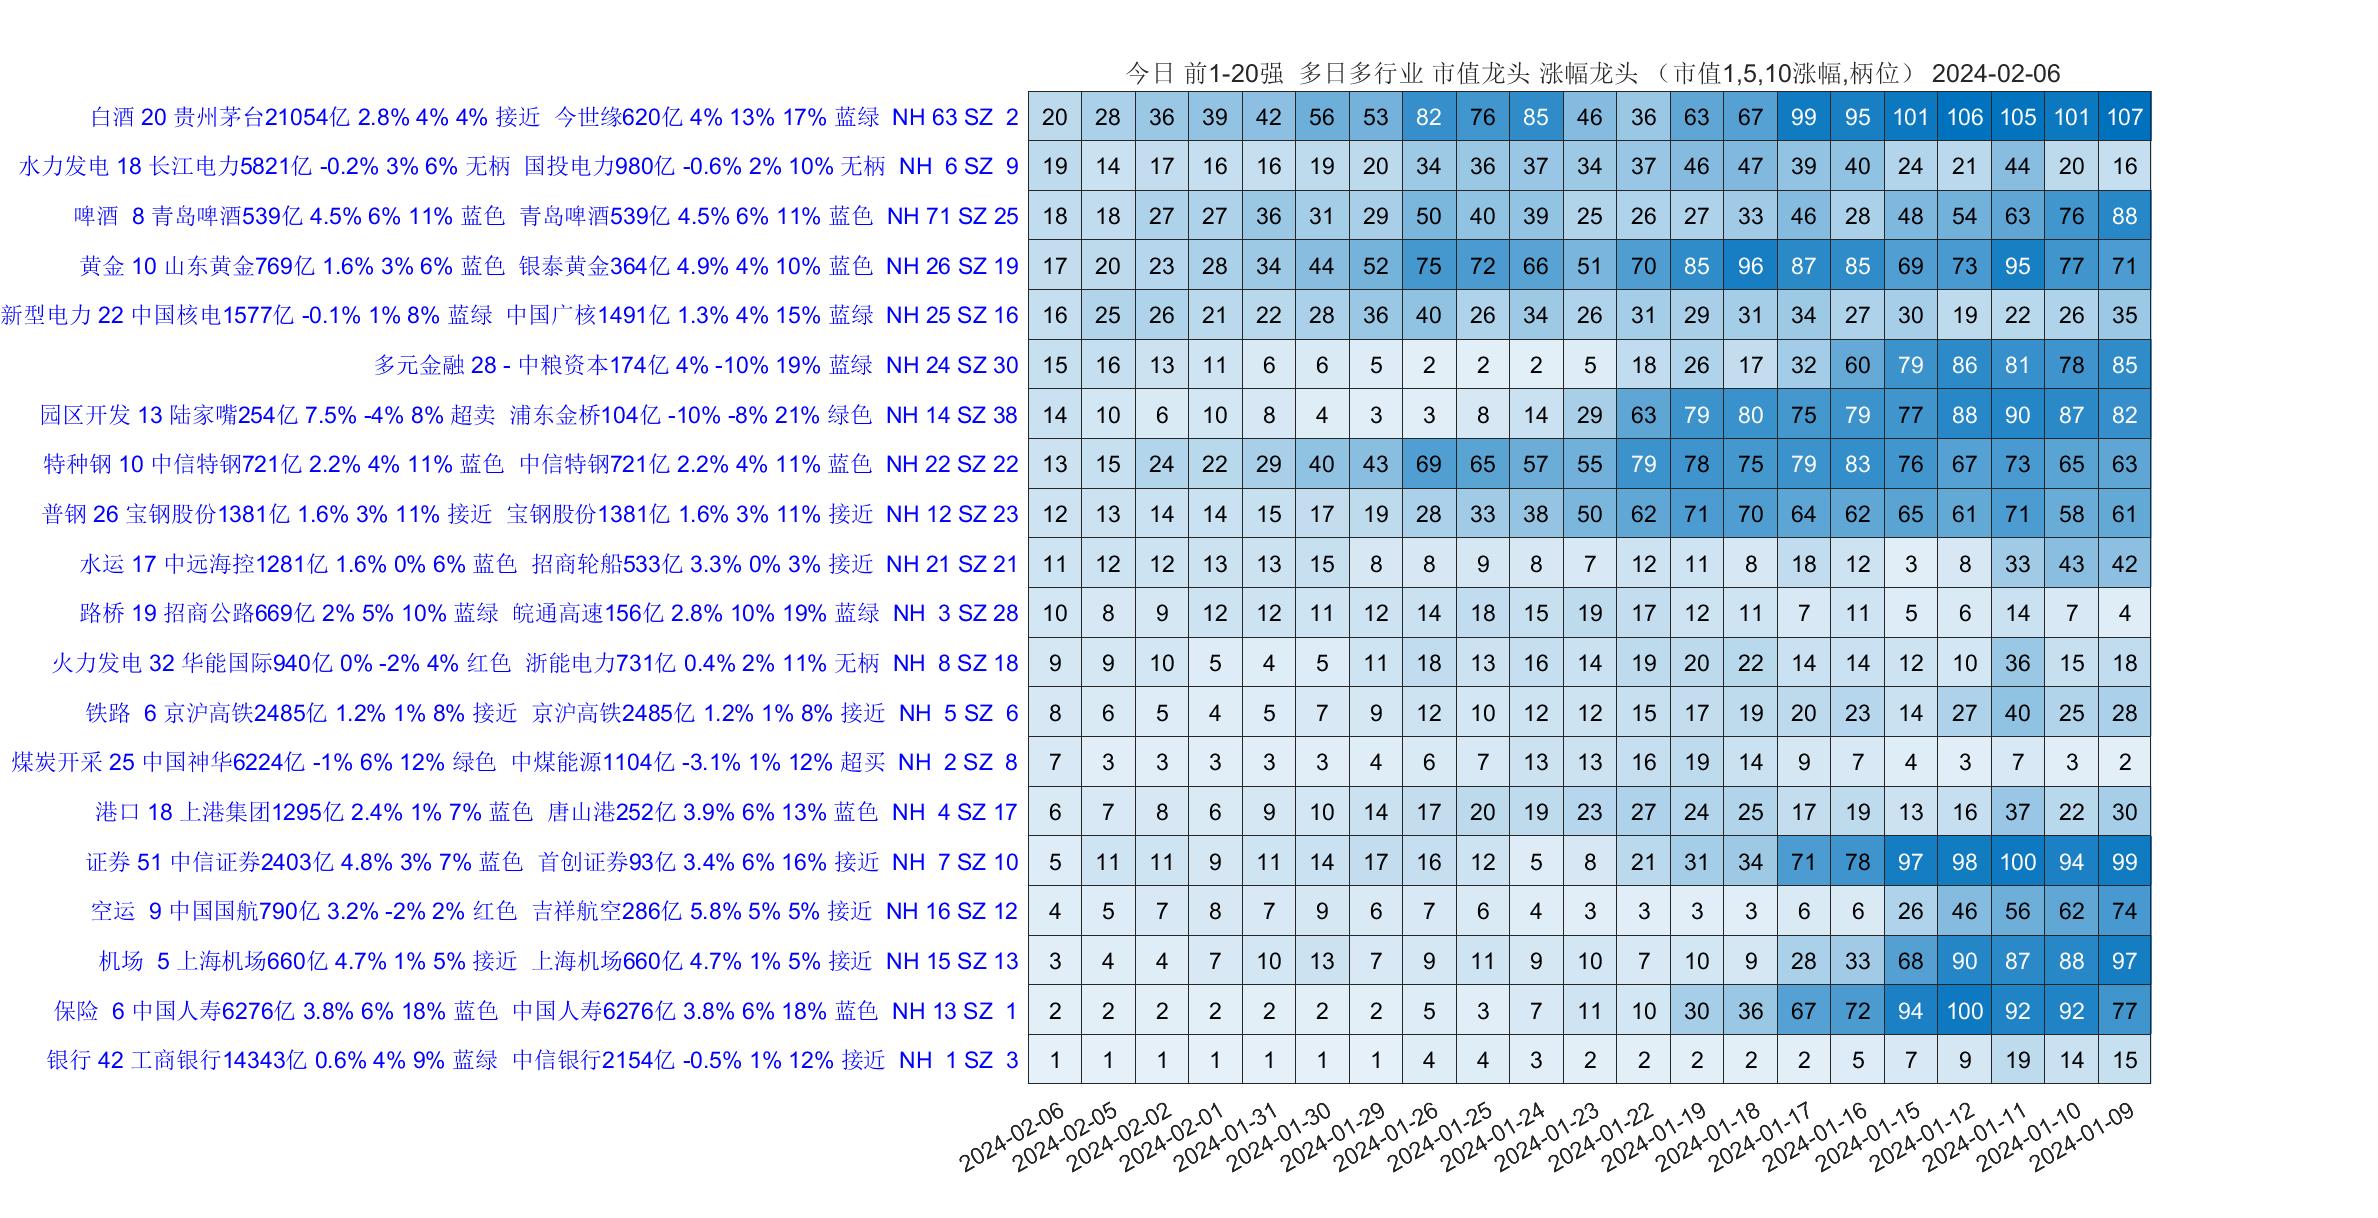 今日 前1-20强  多日多行业 市值龙头 涨幅龙头 （市值1,5,10涨幅,柄位） 2024-02-06
白酒 20 贵州茅台21054亿 2.8% 4% 4% 接近  今世缘620亿 4% 13% 17% 蓝绿  NH 63 SZ  2 20 28 36 39 42 56 53 82 76 85 46 36 63 67 99 95 101 106 105 101 107
水力发电 18 长江电力5821亿 -0.2% 3% 6% 无柄  国投电力980亿 -0.6% 2% 10% 无柄  NH  6 SZ  9 19 14 17 16 16 19 20 34 36 37 34 37 46 47 39 40 24 21 44 20 16
啤酒  8 青岛啤酒539亿 4.5% 6% 11% 蓝色  青岛啤酒539亿 4.5% 6% 11% 蓝色  NH 71 SZ 25 18 18 27 27 36 31 29 50 40 39 25 26 27 33 46 28 48 54 63 76 88
黄金 10 山东黄金769亿 1.6% 3% 6% 蓝色  银泰黄金364亿 4.9% 4% 10% 蓝色  NH 26 SZ 19 17 20 23 28 34 44 52 75 72 66 51 70 85 96 87 85 69 73 95 77 71
新型电力 22 中国核电1577亿 -0.1% 1% 8% 蓝绿  中国广核1491亿 1.3% 4% 15% 蓝绿  NH 25 SZ 16 16 25 26 21 22 28 36 40 26 34 26 31 29 31 34 27 30 19 22 26 35
多元金融 28 - 中粮资本174亿 4% -10% 19% 蓝绿  NH 24 SZ 30 15 16 13 11 6 6 5 2 2 2 5 18 26 17 32 60 79 86 81 78 85
园区开发 13 陆家嘴254亿 7.5% -4% 8% 超卖  浦东金桥104亿 -10% -8% 21% 绿色  NH 14 SZ 38 14 10 6 10 8 4 3 3 8 14 29 63 79 80 75 79 77 88 90 87 82
特种钢 10 中信特钢721亿 2.2% 4% 11% 蓝色  中信特钢721亿 2.2% 4% 11% 蓝色  NH 22 SZ 22 13 15 24 22 29 40 43 69 65 57 55 79 78 75 79 83 76 67 73 65 63
普钢 26 宝钢股份1381亿 1.6% 3% 11% 接近  宝钢股份1381亿 1.6% 3% 11% 接近  NH 12 SZ 23 12 13 14 14 15 17 19 28 33 38 50 62 71 70 64 62 65 61 71 58 61
水运 17 中远海控1281亿 1.6% 0% 6% 蓝色  招商轮船533亿 3.3% 0% 3% 接近  NH 21 SZ 21 11 12 12 13 13 15 8 8 9 8 7 12 11 8 18 12 3 8 33 43 42
路桥 19 招商公路669亿 2% 5% 10% 蓝绿  皖通高速156亿 2.8% 10% 19% 蓝绿  NH  3 SZ 28 10 8 9 12 12 11 12 14 18 15 19 17 12 11 7 11 5 6 14 7 4
火力发电 32 华能国际940亿 0% -2% 4% 红色  浙能电力731亿 0.4% 2% 11% 无柄  NH  8 SZ 18 9 9 10 5 4 5 11 18 13 16 14 19 20 22 14 14 12 10 36 15 18
铁路  6 京沪高铁2485亿 1.2% 1% 8% 接近  京沪高铁2485亿 1.2% 1% 8% 接近  NH  5 SZ  6 8 6 5 4 5 7 9 12 10 12 12 15 17 19 20 23 14 27 40 25 28
煤炭开采 25 中国神华6224亿 -1% 6% 12% 绿色  中煤能源1104亿 -3.1% 1% 12% 超买  NH  2 SZ  8 7 3 3 3 3 4 6 7 13 13 16 19 14 9 7 4 3 7 3 2
港口 18 上港集团1295亿 2.4% 1% 7% 蓝色  唐山港252亿 3.9% 6% 13% 蓝色  NH  4 SZ 17 6 7 8 6 9 10 14 17 20 19 23 27 24 25 17 19 13 16 37 22 30
证券 51 中信证券2403亿 4.8% 3% 7% 蓝色  首创证券93亿 3.4% 6% 16% 接近  NH  7 SZ 10 5 11 11 9 11 14 17 16 12 5 8 21 31 34 71 78 97 98 100 94 99
空运  9 中国国航790亿 3.2% -2% 2% 红色  吉祥航空286亿 5.8% 5% 5% 接近  NH 16 SZ 12 4 5 7 8 7 9 6 7 6 4 3 3 3 3 6 6 26 46 56 62 74
机场  5 上海机场660亿 4.7% 1% 5% 接近  上海机场660亿 4.7% 1% 5% 接近  NH 15 SZ 13 3 4 4 7 10 13 7 9 11 9 10 7 10 9 28 33 68 90 87 88 97
保险  6 中国人寿6276亿 3.8% 6% 18% 蓝色  中国人寿6276亿 3.8% 6% 18% 蓝色  NH 13 SZ  1 2 2 2 2 2 2 2 5 3 7 11 10 30 36 67 72 94 100 92 92 77
银行 42 工商银行14343亿 0.6% 4% 9% 蓝绿  中信银行2154亿 -0.5% 1% 12% 接近  NH  1 SZ  3 1 1 1 1 1 1 1 4 4 3 2 2 2 2 2 5 7 9 19 14 15
2024-02-06 2024-02-05 2024-02-02 2024-02-01 2024-01-31 2024-01-30 2024-01-29 2024-01-26 2024-01-25 2024-01-24 2024-01-23 2024-01-22 2024-01-19 2024-01-18 2024-01-17 2024-01-16 2024-01-15 2024-01-12 2024-01-11 2024-01-10 2024-01-09